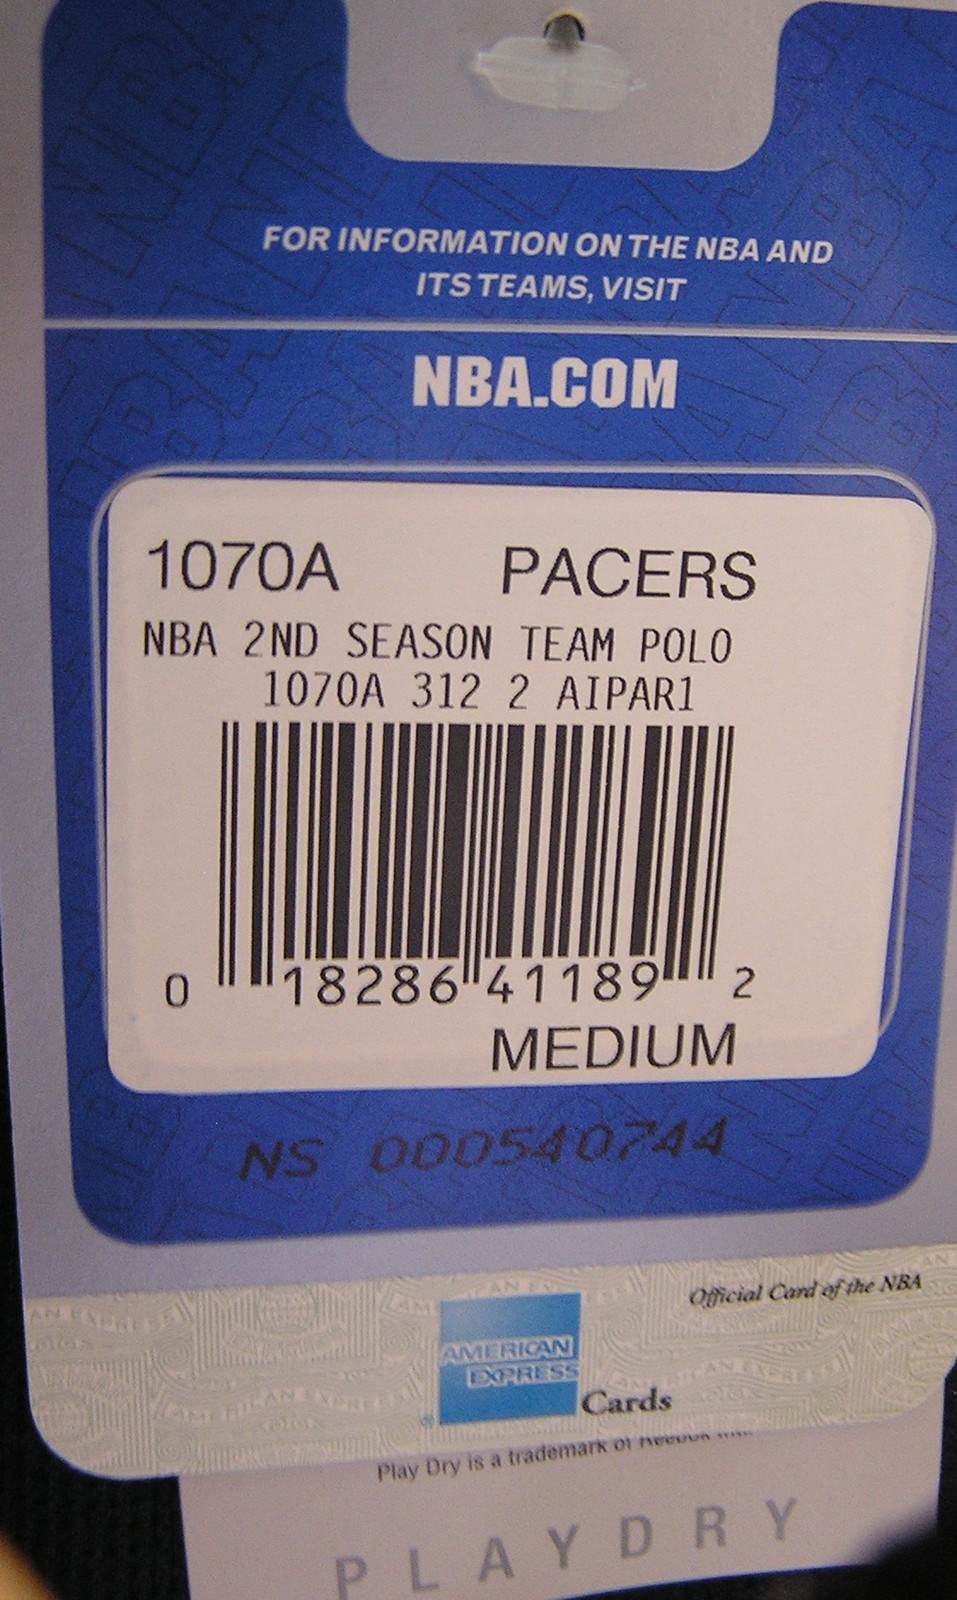 FOR INFORMATION ON THE NBA AND
ITS TEAMS, VISIT
NBA.COM
1070A PACERS
NBA 2ND SEASON TEAM POLO
1070A 312 2 AIPAR1
0 18286 41189 2
MEDIUM
NS 000540744
Official Card of the NBA
AMERICAN
EXPRESS
® Cards
Play Dry is a trademark of Reebok
PLAYDRY